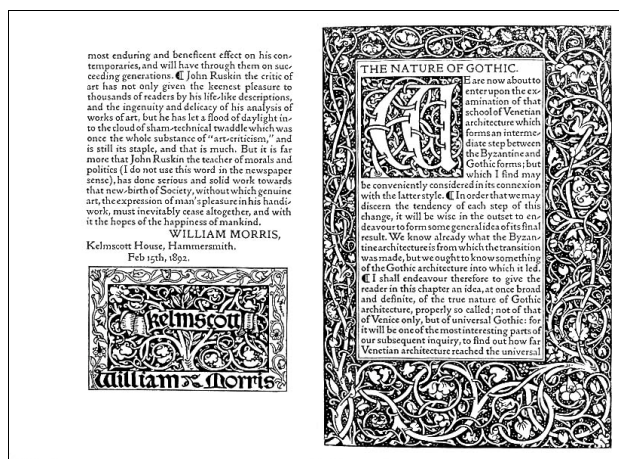 most enduring and beneficent effect on his con-
temporaries, and will have through them on suc-
ceeding generations. ¶ John Ruskin the critic of
art has not only given the keenest pleasure to
thousands of readers by his life-like descriptions,
and the ingenuity and delicacy of his analysis of
works of art, but he has let a flood of daylight in-
to the cloud of sham-technical twaddle which was
once the whole substance of "art-criticism," and
is still its staple, and that is much. But it is far
more that John Ruskin the teacher of morals and
politics (I do not use this word in the newspaper
sense), has done serious and solid work towards
that new-birth of Society, without which genuine
art, the expression of man's pleasure in his handi-
work, must inevitably cease altogether, and with
it the hopes of the happiness of mankind.
WILLIAM MORRIS,
Kelmscott House, Hammersmith.
Feb 15th, 1892.
Kelmscott
William Morris
THE NATURE OF GOTHIC.
WE are now about to
enter upon the ex-
amination of that
school of Venetian
architecture which
forms an interme-
diate step between
the Byzantine and
Gothic forms; but
which I find may
be conveniently considered in its connexion
with the latter style. ¶ In order that we may
discern the tendency of each step of this
change, it will be wise in the outset to en-
deavour to form some general idea of its final
result. We know already what the Byzan-
tine architecture is from which the transition
was made, but we ought to know something
of the Gothic architecture into which it led.
¶ I shall endeavour therefore to give the
reader in this chapter an idea, at once broad
and definite, of the true nature of Gothic
architecture, properly so called; not of that
of Venice only, but of universal Gothic: for
it will be one of the most interesting parts of
our subsequent inquiry, to find out how far
Venetian architecture reached the universal